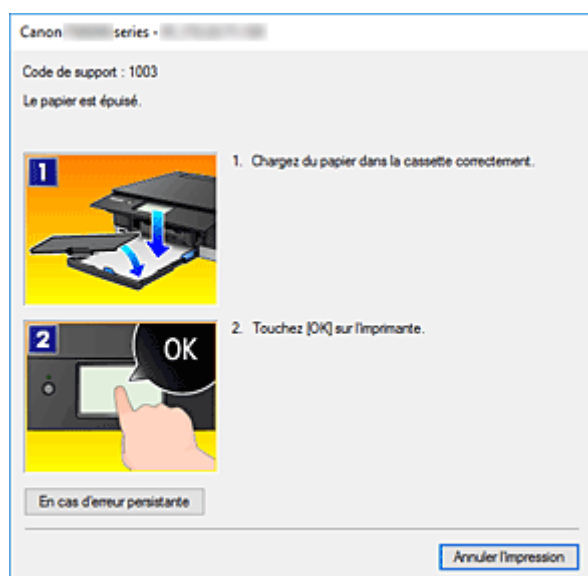 Canon series -
Code de support : 1003
Le papier est épuisé.
1
1. Chargez du papier dans la cassette correctement.
2
OK
2. Touchez [OK] sur l'imprimante.
En cas d'erreur persistante
Annuler l'impression